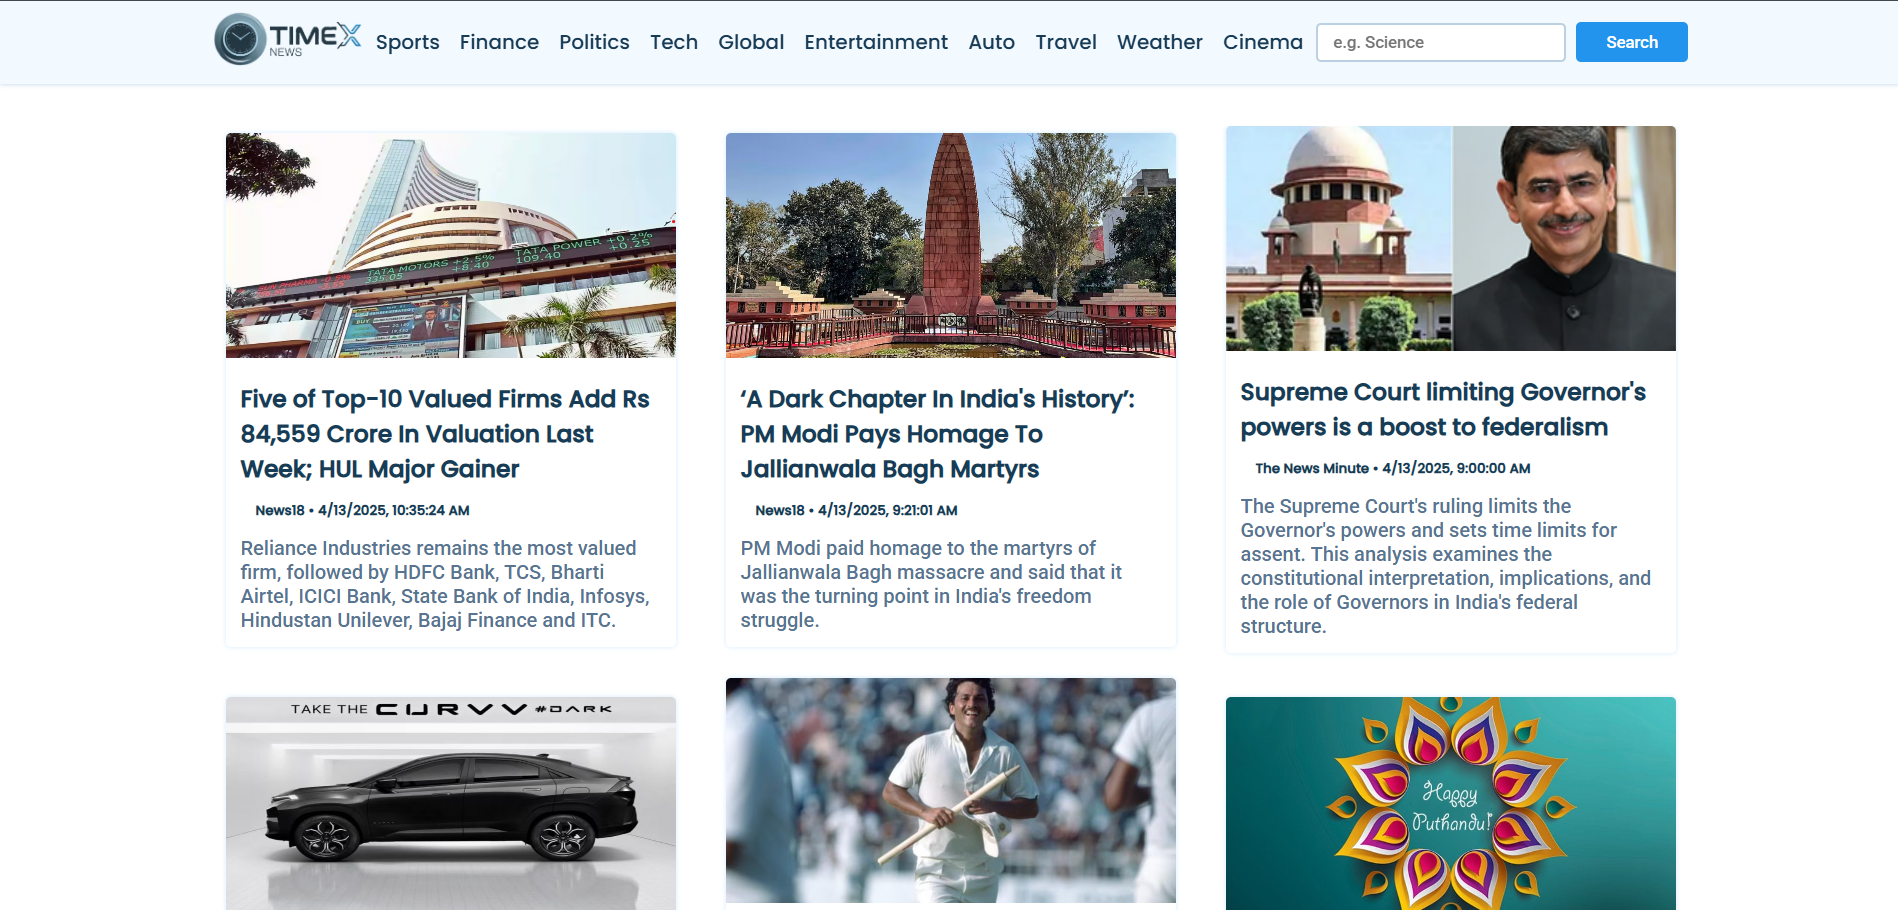 TIMEX
NEWS
Sports Finance Politics Tech Global Entertainment Auto Travel Weather Cinema
e.g. Science
Search
SUN PHARMA
TATA MOTORS +2.5%
335.05 +8.40
TATA POWER +0.2%
109.40 +0.25
BUY
Five of Top-10 Valued Firms Add Rs
84,559 Crore In Valuation Last
Week; HUL Major Gainer
News18 • 4/13/2025, 10:35:24 AM
Reliance Industries remains the most valued
firm, followed by HDFC Bank, TCS, Bharti
Airtel, ICICI Bank, State Bank of India, Infosys,
Hindustan Unilever, Bajaj Finance and ITC.
‘A Dark Chapter In India's History’:
PM Modi Pays Homage To
Jallianwala Bagh Martyrs
News18 • 4/13/2025, 9:21:01 AM
PM Modi paid homage to the martyrs of
Jallianwala Bagh massacre and said that it
was the turning point in India's freedom
struggle.
Supreme Court limiting Governor's
powers is a boost to federalism
The News Minute • 4/13/2025, 9:00:00 AM
The Supreme Court's ruling limits the
Governor's powers and sets time limits for
assent. This analysis examines the
constitutional interpretation, implications, and
the role of Governors in India's federal
structure.
TAKE THE CURVV #DARK
Happy
Puthandu!